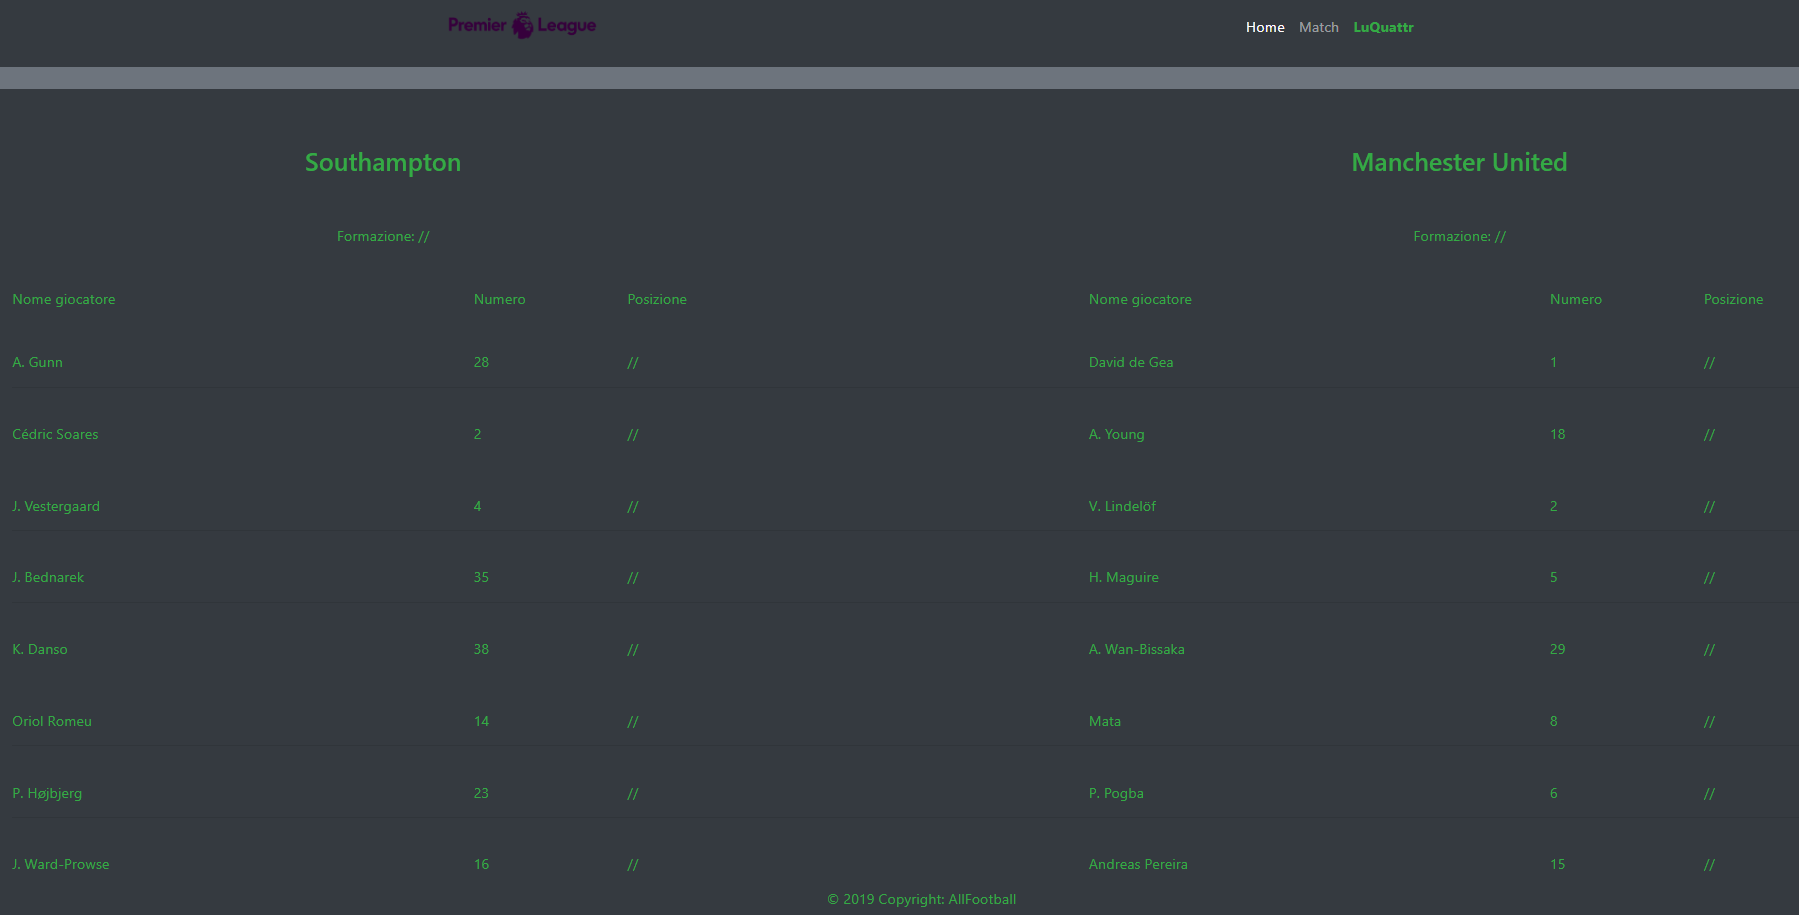 Premier League Home Match LuQuattr
Southampton Manchester United
Formazione: // Formazione: //
Nome giocatore Numero Posizione Nome giocatore Numero Posizione
A. Gunn 28 // David de Gea 1 //
Cédric Soares 2 // A. Young 18 //
J. Vestergaard 4 // V. Lindelöf 2 //
J. Bednarek 35 // H. Maguire 5 //
K. Danso 38 // A. Wan-Bissaka 29 //
Oriol Romeu 14 // Mata 8 //
P. Højbjerg 23 // P. Pogba 6 //
J. Ward-Prowse 16 // Andreas Pereira 15 //
© 2019 Copyright: AllFootball